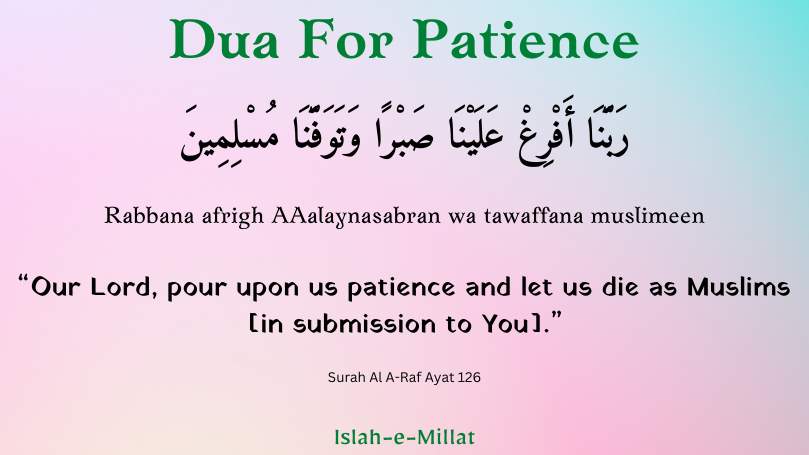 Dua For Patience
رَبَّنَا أَفْرِغْ عَلَيْنَا صَبْرًا وَتَوَفَّنَا مُسْلِمِينَ
Rabbana afrigh AAalaynasabran wa tawaffana muslimeen
“Our Lord, pour upon us patience and let us die as Muslims
[in submission to You].”
Surah Al A-Raf Ayat 126
Islah-e-Millat